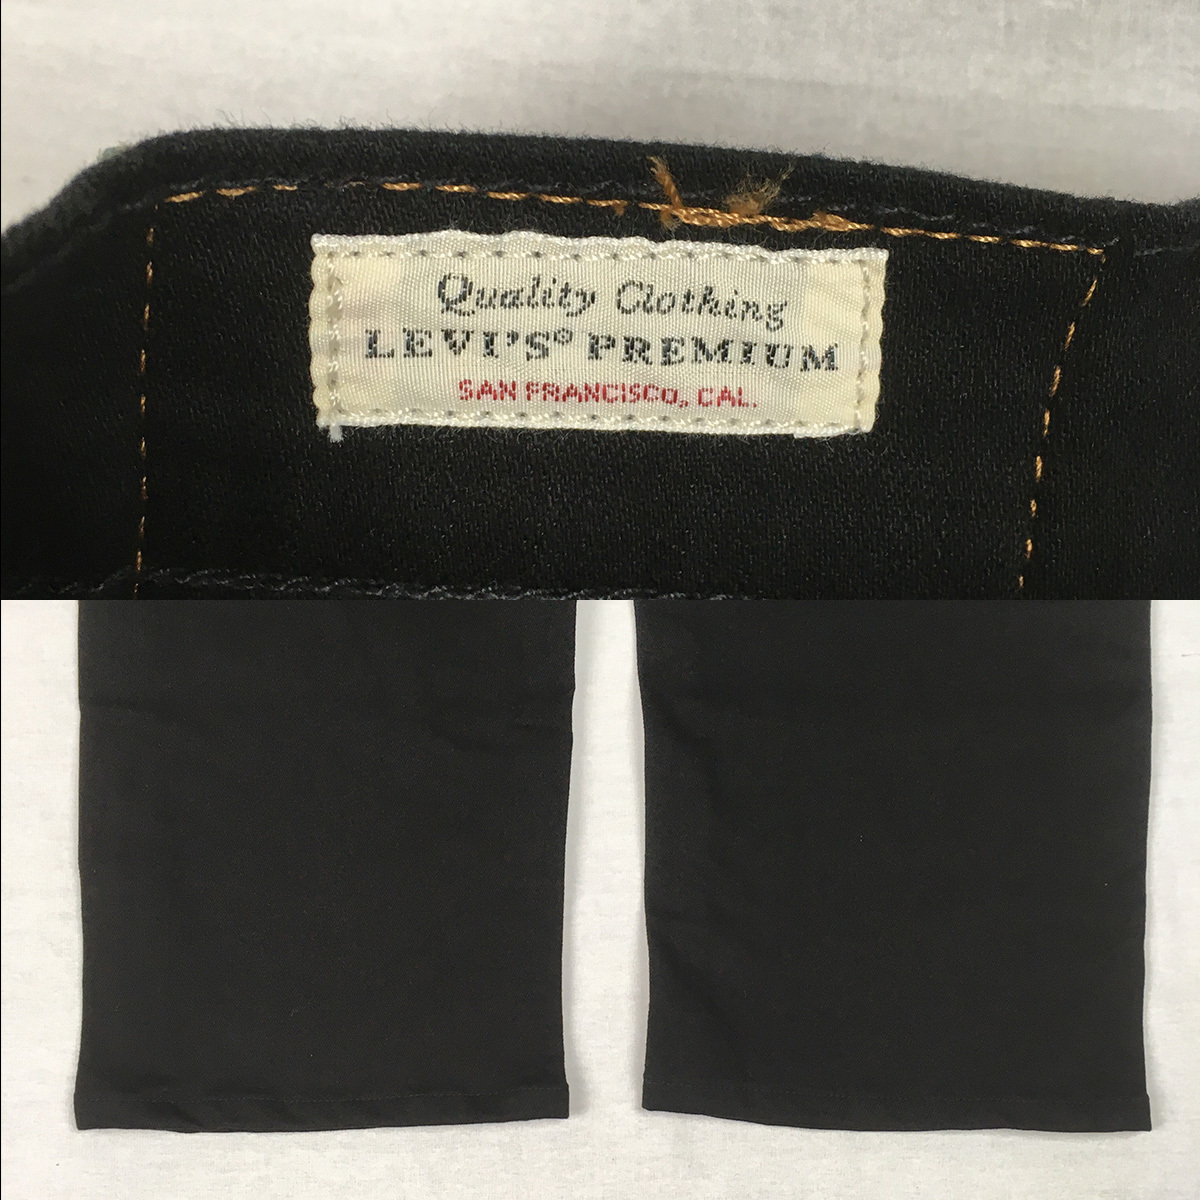 Quality Clothing
LEVI'S® PREMIUM
SAN FRANCISCO, CAL.